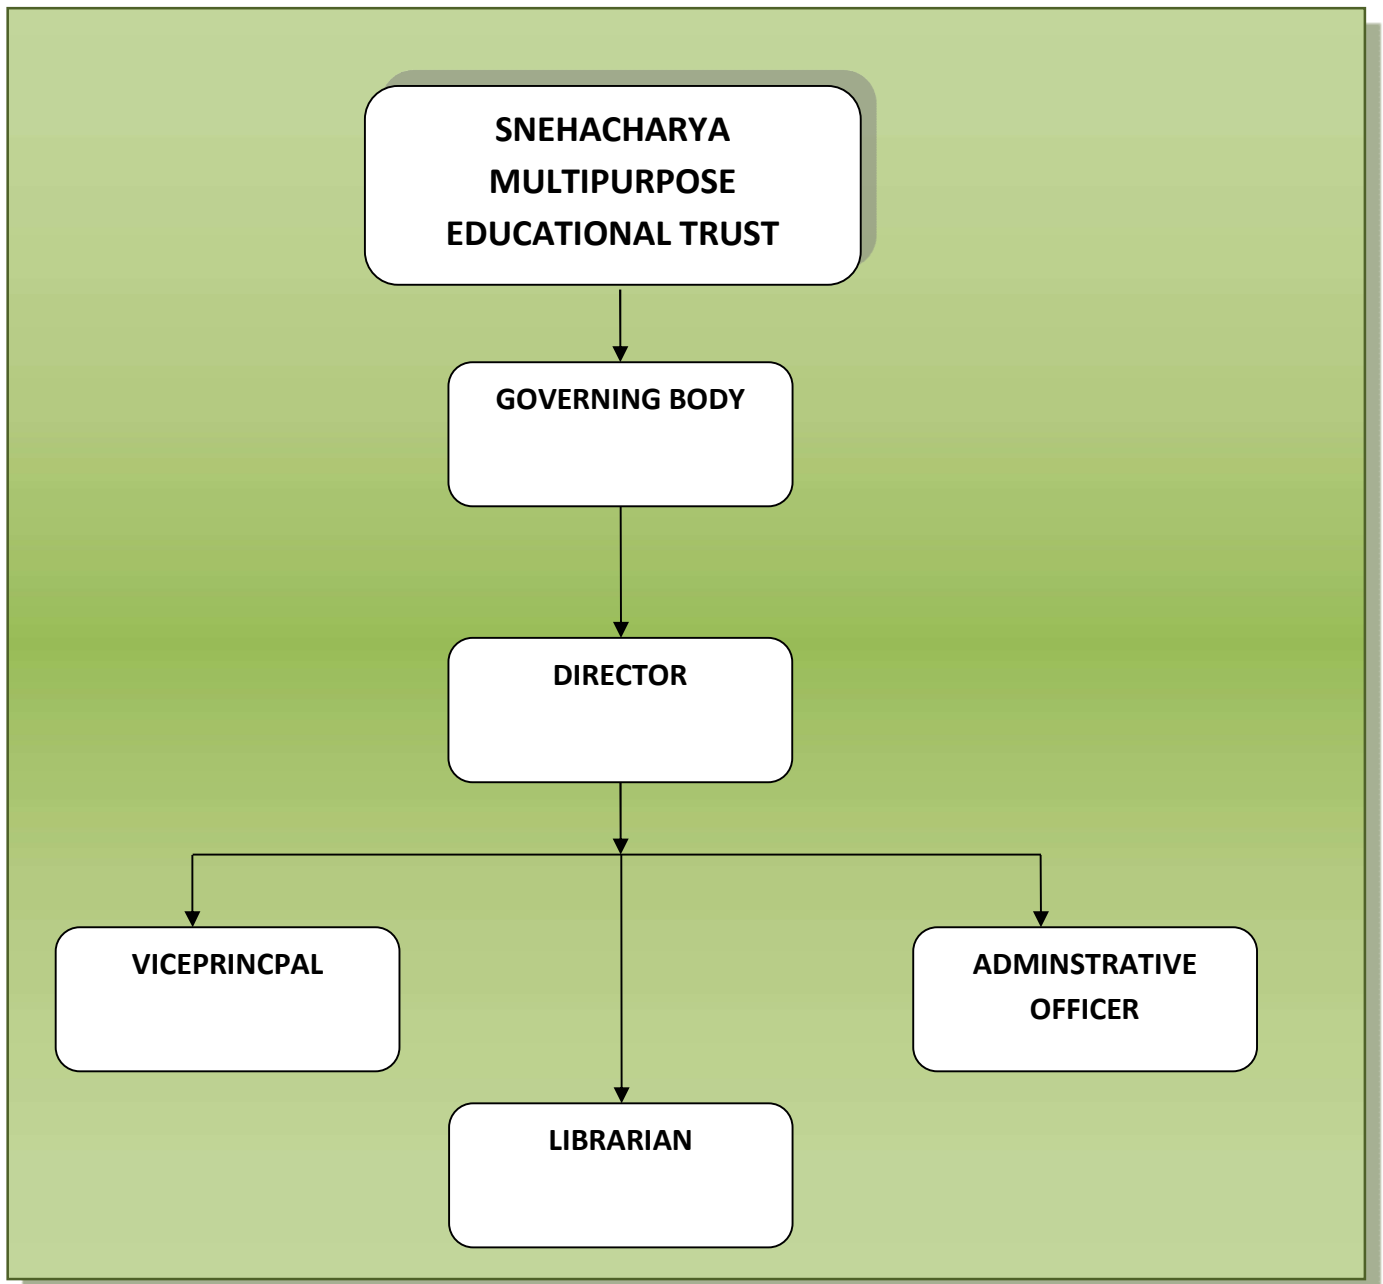 SNEHACHARYA
MULTIPURPOSE
EDUCATIONAL TRUST
GOVERNING BODY
DIRECTOR
VICEPRINCPAL
ADMINSTRATIVE
OFFICER
LIBRARIAN